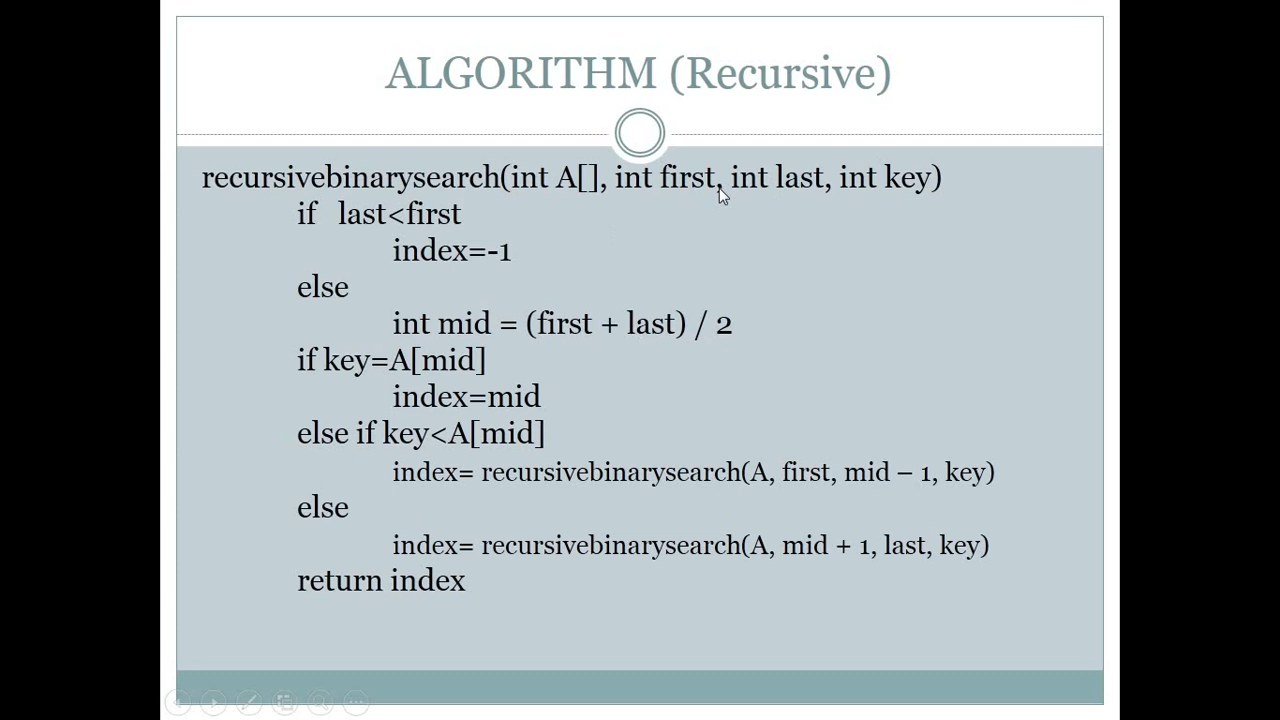 ALGORITHM (Recursive)
recursivebinarysearch(int A[], int first, int last, int key)
if last<first
index=-1
else
int mid = (first + last) / 2
if key=A[mid]
index=mid
else if key<A[mid]
index= recursivebinarysearch(A, first, mid – 1, key)
else
index= recursivebinarysearch(A, mid + 1, last, key)
return index